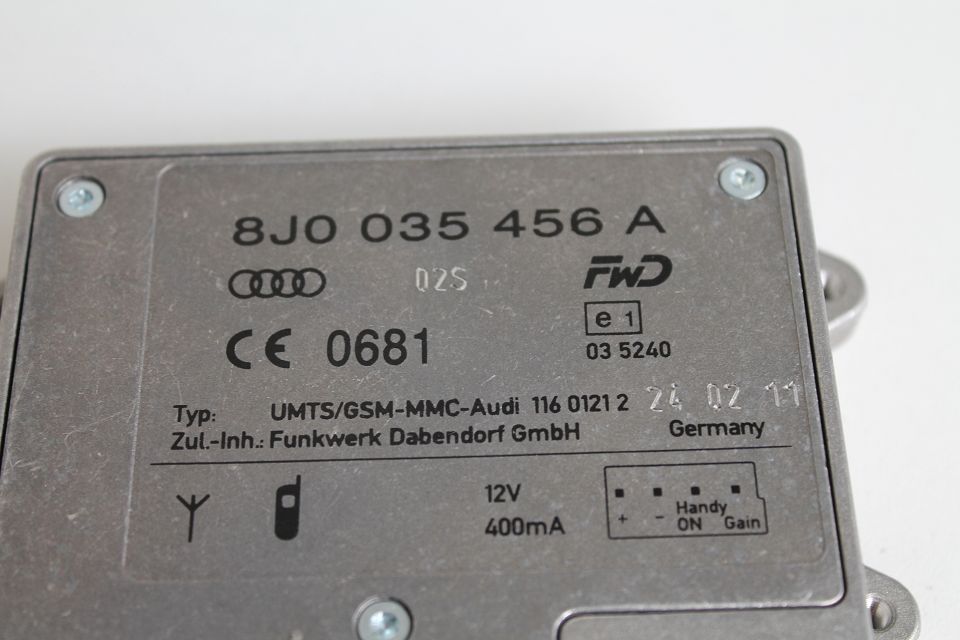 8J0 035 456 A
02S FWD
e 1
CE 0681 03 5240
Typ: UMTS/GSM-MMC-Audi 116 0121 2 24 02 11
Zul.-Inh.: Funkwerk Dabendorf GmbH Germany
12V
400mA
+ - Handy ON Gain